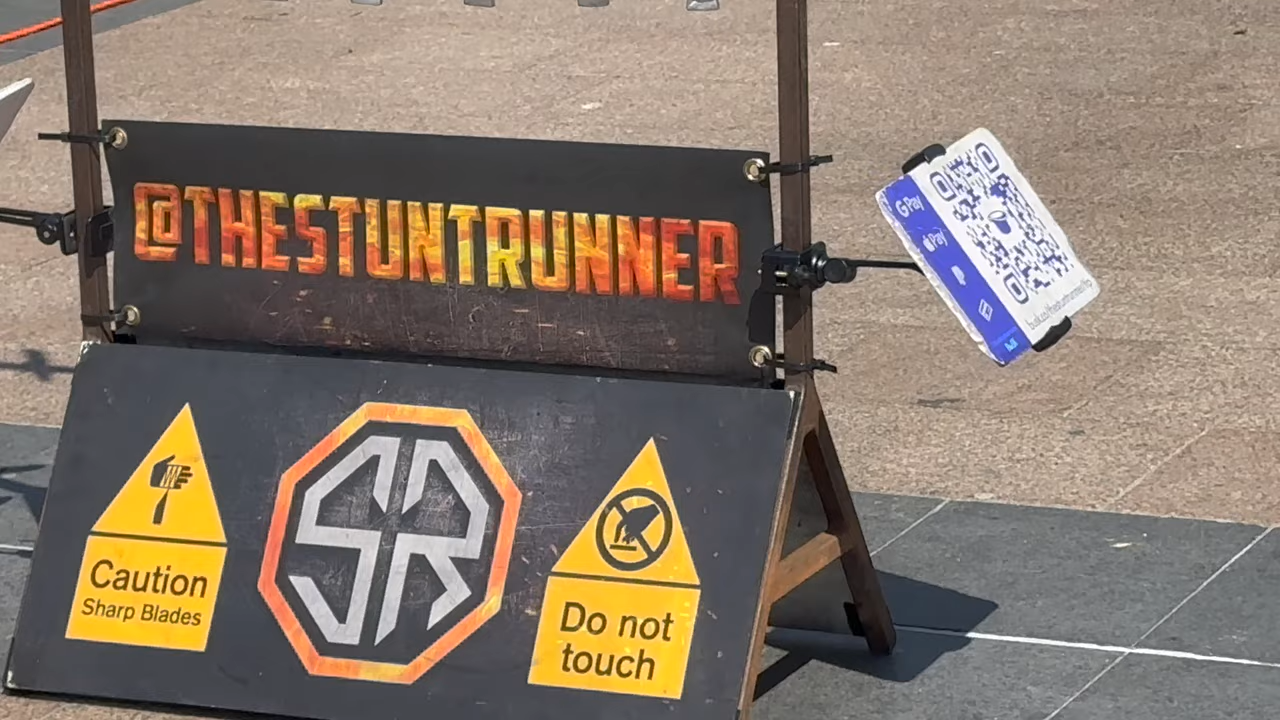 @THESTUNTRUNNER
G Pay
Pay
SR
Caution
Sharp Blades
Do not
touch